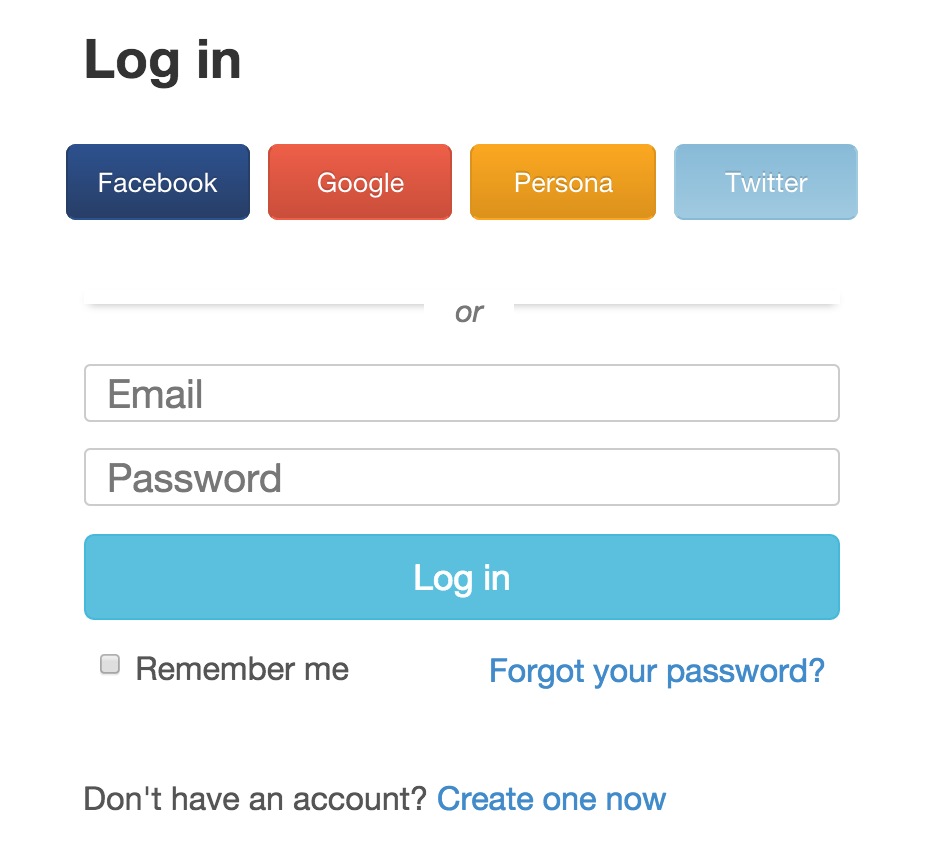 Log in
Facebook Google Persona Twitter
or
Email
Password
Log in
Remember me Forgot your password?
Don't have an account? Create one now